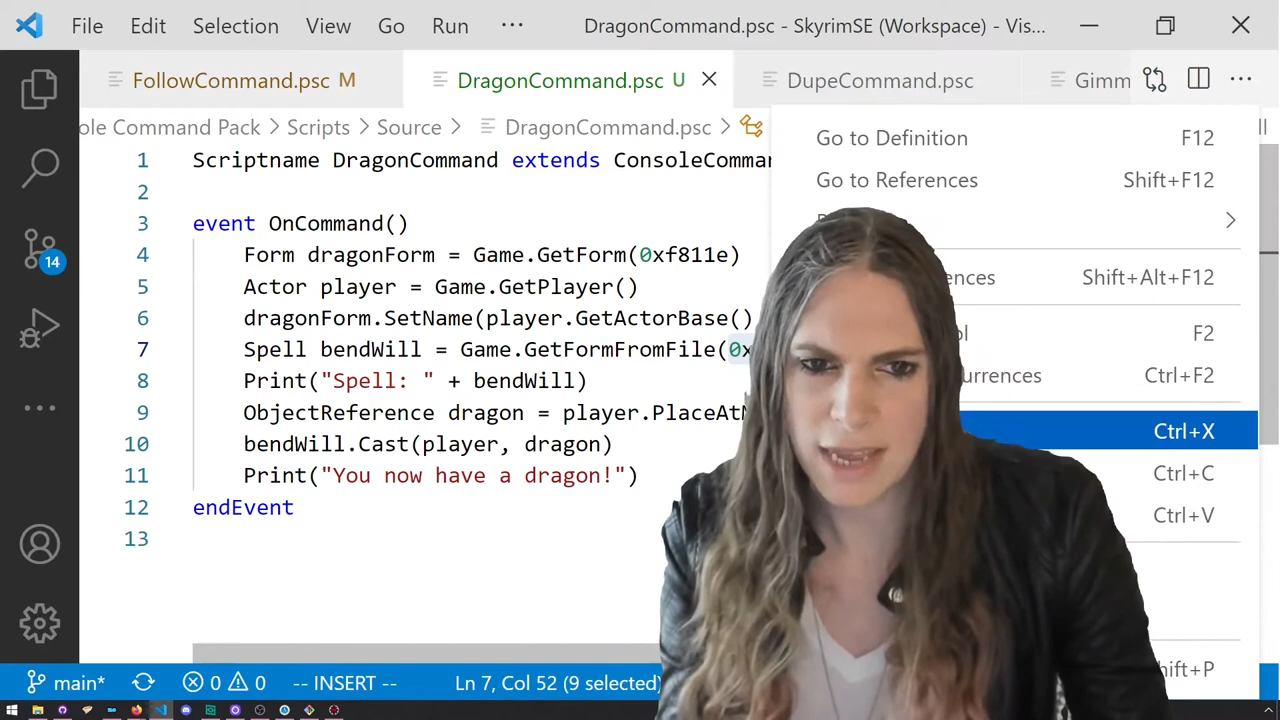 File Edit Selection View Go Run ··· DragonCommand.psc - SkyrimSE (Workspace) - Vis...
FollowCommand.psc M DragonCommand.psc U DupeCommand.psc Gimm
ole Command Pack > Scripts > Source > DragonCommand.psc >
1 Scriptname DragonCommand extends ConsoleComman
2
3 event OnCommand()
4 Form dragonForm = Game.GetForm(0xf811e)
5 Actor player = Game.GetPlayer()
6 dragonForm.SetName(player.GetActorBase()
7 Spell bendWill = Game.GetFormFromFile(0x
8 Print("Spell: " + bendWill)
9 ObjectReference dragon = player.PlaceAt
10 bendWill.Cast(player, dragon)
11 Print("You now have a dragon!")
12 endEvent
13
Go to Definition F12
Go to References Shift+F12
ences Shift+Alt+F12
ol F2
urrences Ctrl+F2
Ctrl+X
Ctrl+C
Ctrl+V
hift+P
14
main* 0 0 -- INSERT -- Ln 7, Col 52 (9 selected)